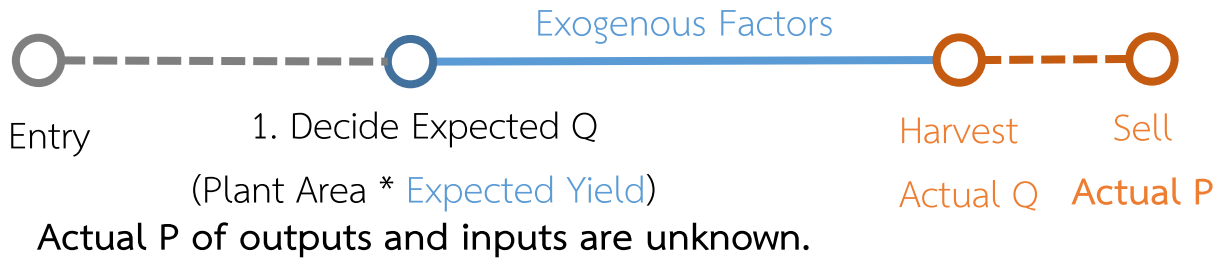 Exogenous Factors
Entry
1. Decide Expected Q
(Plant Area * Expected Yield)
Harvest
Actual Q
Sell
Actual P
Actual P of outputs and inputs are unknown.